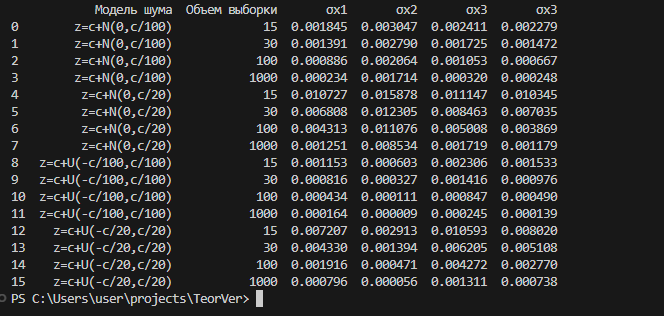 Модель шума Объем выборки σx1 σx2 σx3 σx3
0 z=c+N(0,c/100) 15 0.001845 0.003047 0.002411 0.002279
1 z=c+N(0,c/100) 30 0.001391 0.002790 0.001725 0.001472
2 z=c+N(0,c/100) 100 0.000886 0.002064 0.001053 0.000667
3 z=c+N(0,c/100) 1000 0.000234 0.001714 0.000320 0.000248
4 z=c+N(0,c/20) 15 0.010727 0.015878 0.011147 0.010345
5 z=c+N(0,c/20) 30 0.006808 0.012305 0.008463 0.007035
6 z=c+N(0,c/20) 100 0.004313 0.011076 0.005008 0.003869
7 z=c+N(0,c/20) 1000 0.001251 0.008534 0.001719 0.001179
8 z=c+U(-c/100,c/100) 15 0.001153 0.000603 0.002306 0.001533
9 z=c+U(-c/100,c/100) 30 0.000816 0.000327 0.001416 0.000976
10 z=c+U(-c/100,c/100) 100 0.000434 0.000111 0.000847 0.000490
11 z=c+U(-c/100,c/100) 1000 0.000164 0.000009 0.000245 0.000139
12 z=c+U(-c/20,c/20) 15 0.007207 0.002913 0.010593 0.008020
13 z=c+U(-c/20,c/20) 30 0.004330 0.001394 0.006205 0.005108
14 z=c+U(-c/20,c/20) 100 0.001916 0.000471 0.004272 0.002770
15 z=c+U(-c/20,c/20) 1000 0.000796 0.000056 0.001311 0.000738
PS C:\Users\user\projects\TeorVer>